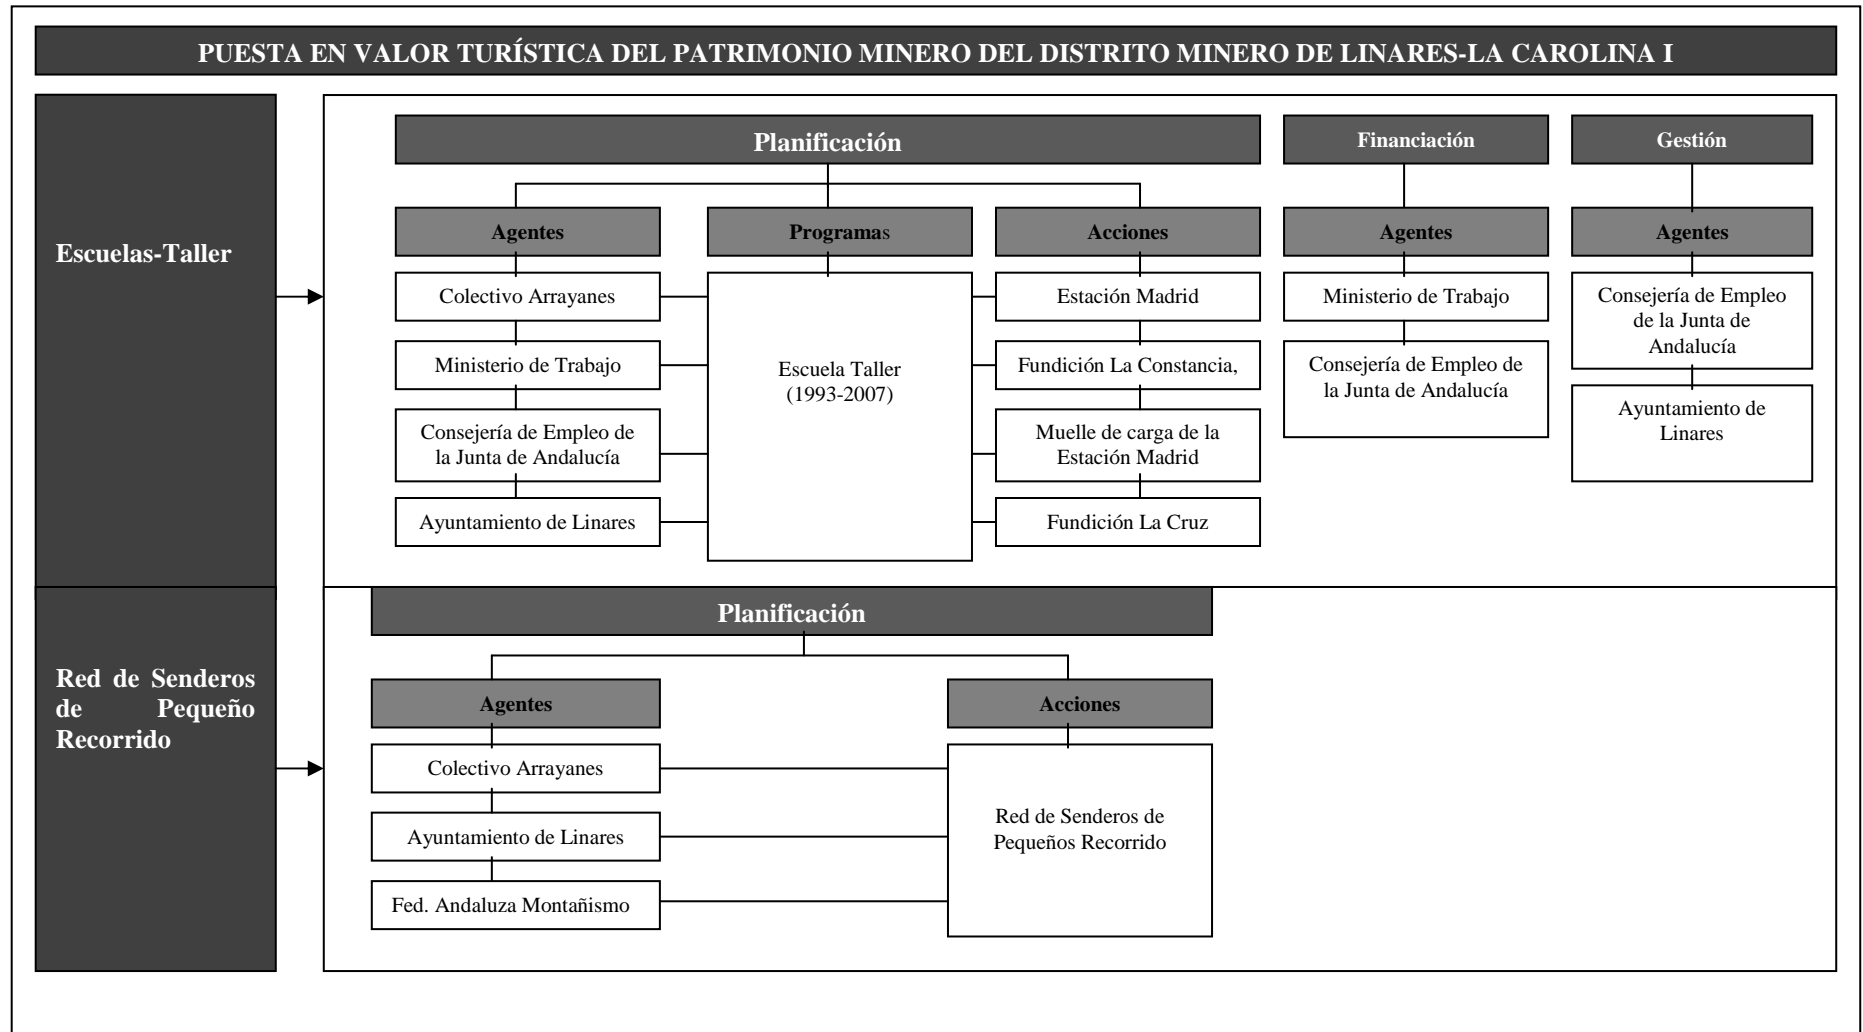 PUESTA EN VALOR TURÍSTICA DEL PATRIMONIO MINERO DEL DISTRITO MINERO DE LINARES-LA CAROLINA I
Escuelas-Taller
Planificación
Agentes
Colectivo Arrayanes
Ministerio de Trabajo
Consejería de Empleo de
la Junta de Andalucía
Ayuntamiento de Linares
Programas
Escuela Taller
(1993-2007)
Acciones
Estación Madrid
Fundición La Constancia,
Muelle de carga de la
Estación Madrid
Fundición La Cruz
Financiación
Agentes
Ministerio de Trabajo
Consejería de Empleo de
la Junta de Andalucía
Gestión
Agentes
Consejería de Empleo
de la Junta de
Andalucía
Ayuntamiento de
Linares
Red de Senderos
de Pequeño
Recorrido
Planificación
Agentes
Colectivo Arrayanes
Ayuntamiento de Linares
Fed. Andaluza Montañismo
Acciones
Red de Senderos de
Pequeños Recorrido